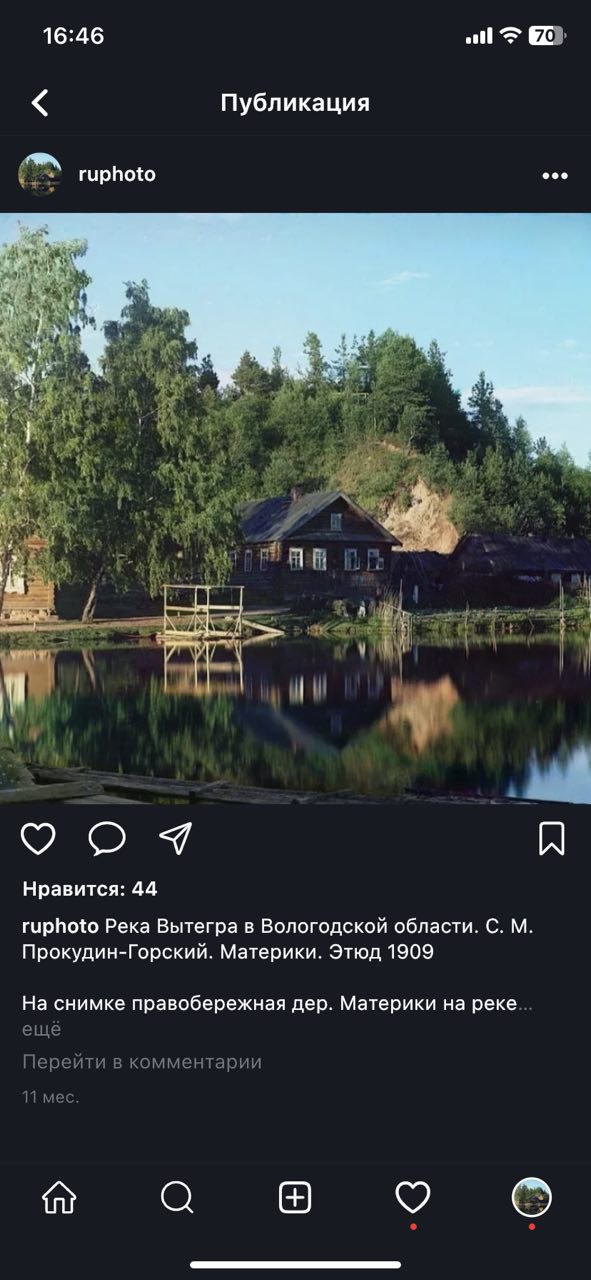 16:46
70
Публикация
ruphoto
Нравится: 44
ruphoto Река Вытегра в Вологодской области. С. М.
Прокудин-Горский. Материки. Этюд 1909
На снимке правобережная дер. Материки на реке...
ещё
Перейти в комментарии
11 мес.